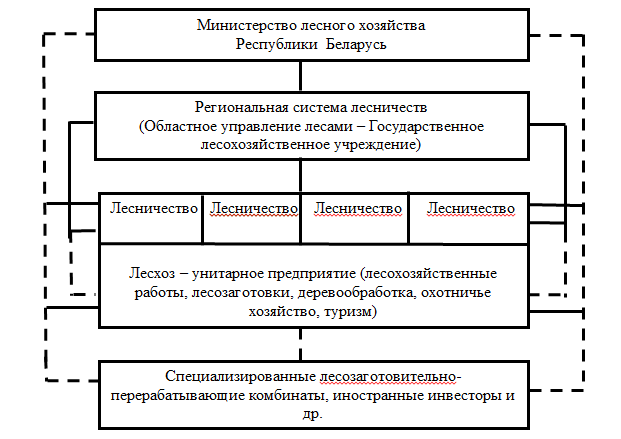 Министерство лесного хозяйства
Республики Беларусь
Региональная система лесничеств
(Областное управление лесами – Государственное
лесохозяйственное учреждение)
Лесничество Лесничество Лесничество Лесничество
Лесхоз – унитарное предприятие (лесохозяйственные
работы, лесозаготовки, деревообработка, охотничье
хозяйство, туризм)
Специализированные лесозаготовительно-
перерабатывающие комбинаты, иностранные инвесторы и
др.